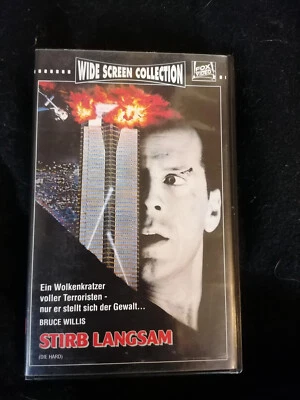 WIDE SCREEN COLLECTION
FOX
VIDEO
Ein Wolkenkratzer
voller Terroristen -
nur er stellt sich der Gewalt...
BRUCE WILLIS
STIRB LANGSAM
(DIE HARD)